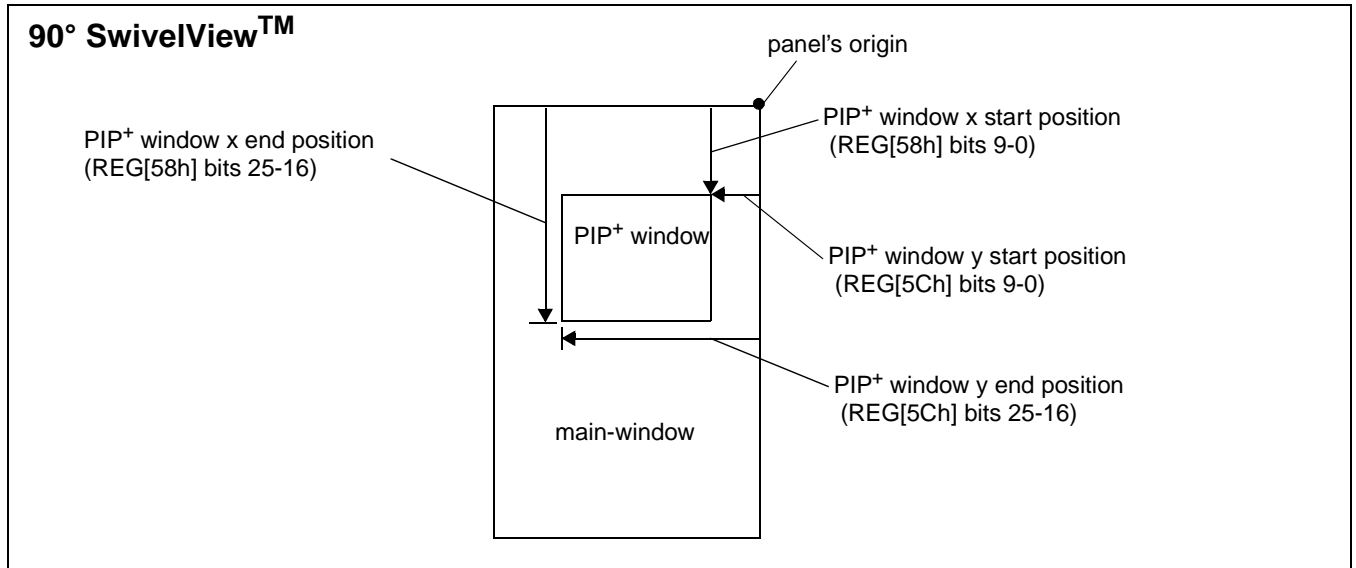 90° SwivelView™
panel's origin
PIP+ window x start position
(REG[58h] bits 9-0)
PIP+ window x end position
(REG[58h] bits 25-16)
PIP+ window
PIP+ window y start position
(REG[5Ch] bits 9-0)
PIP+ window y end position
(REG[5Ch] bits 25-16)
main-window